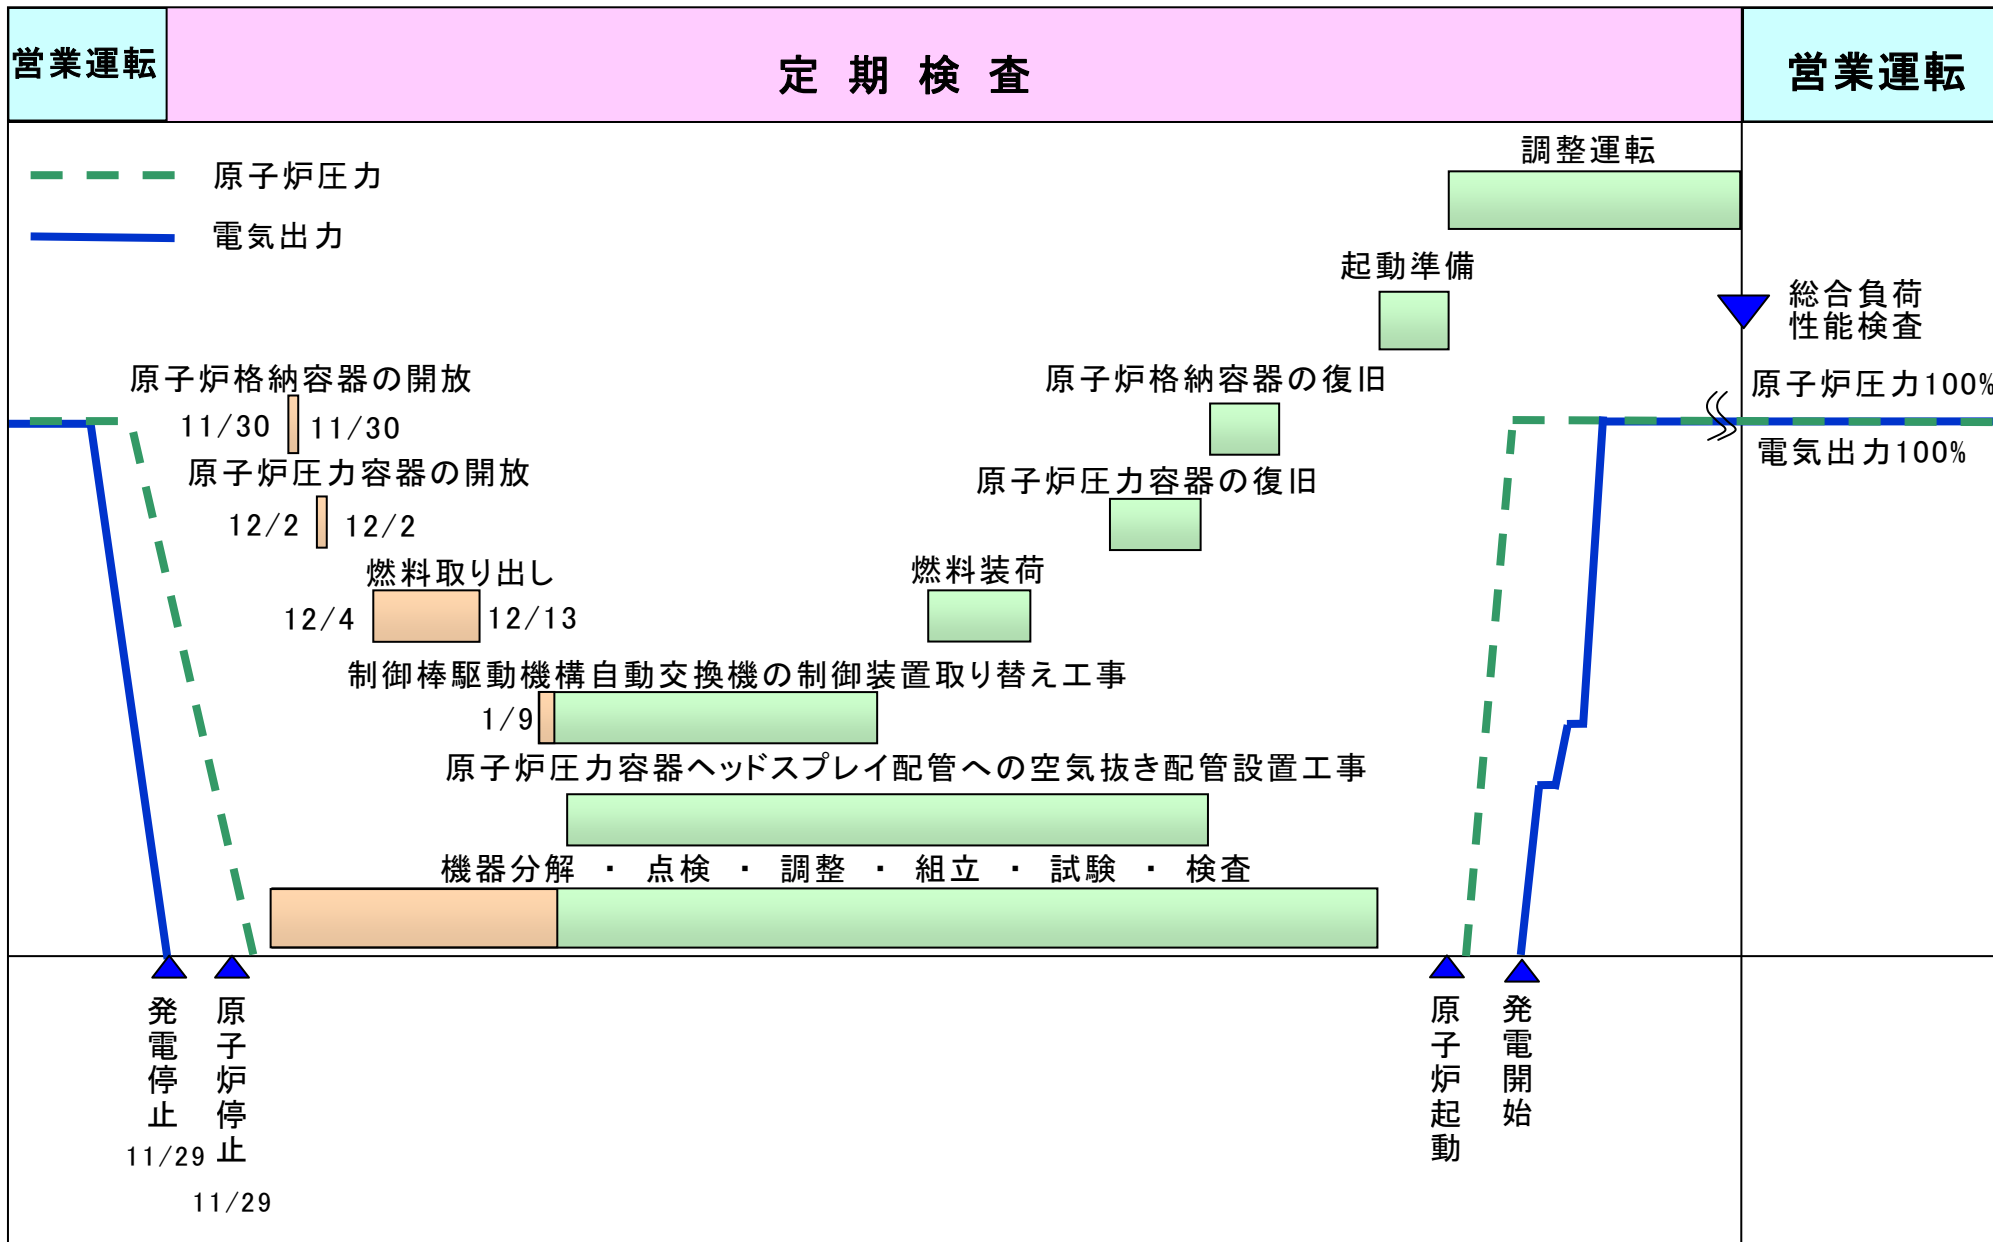 営業運転
定期検査
営業運転
原子炉圧力
電気出力
調整運転
起動準備
総合負荷
性能検査
原子炉格納容器の開放
11/30 11/30
原子炉格納容器の復旧
原子炉圧力100%
電気出力100%
原子炉圧力容器の開放
12/2 12/2
原子炉圧力容器の復旧
燃料取り出し
12/4 12/13
燃料装荷
制御棒駆動機構自動交換機の制御装置取り替え工事
1/9
原子炉圧力容器ヘッドスプレイ配管への空気抜き配管設置工事
機器分解 ・ 点検 ・ 調整 ・ 組立 ・ 試験 ・ 検査
発電停止
11/29
原子炉停止
11/29
原子炉起動
発電開始